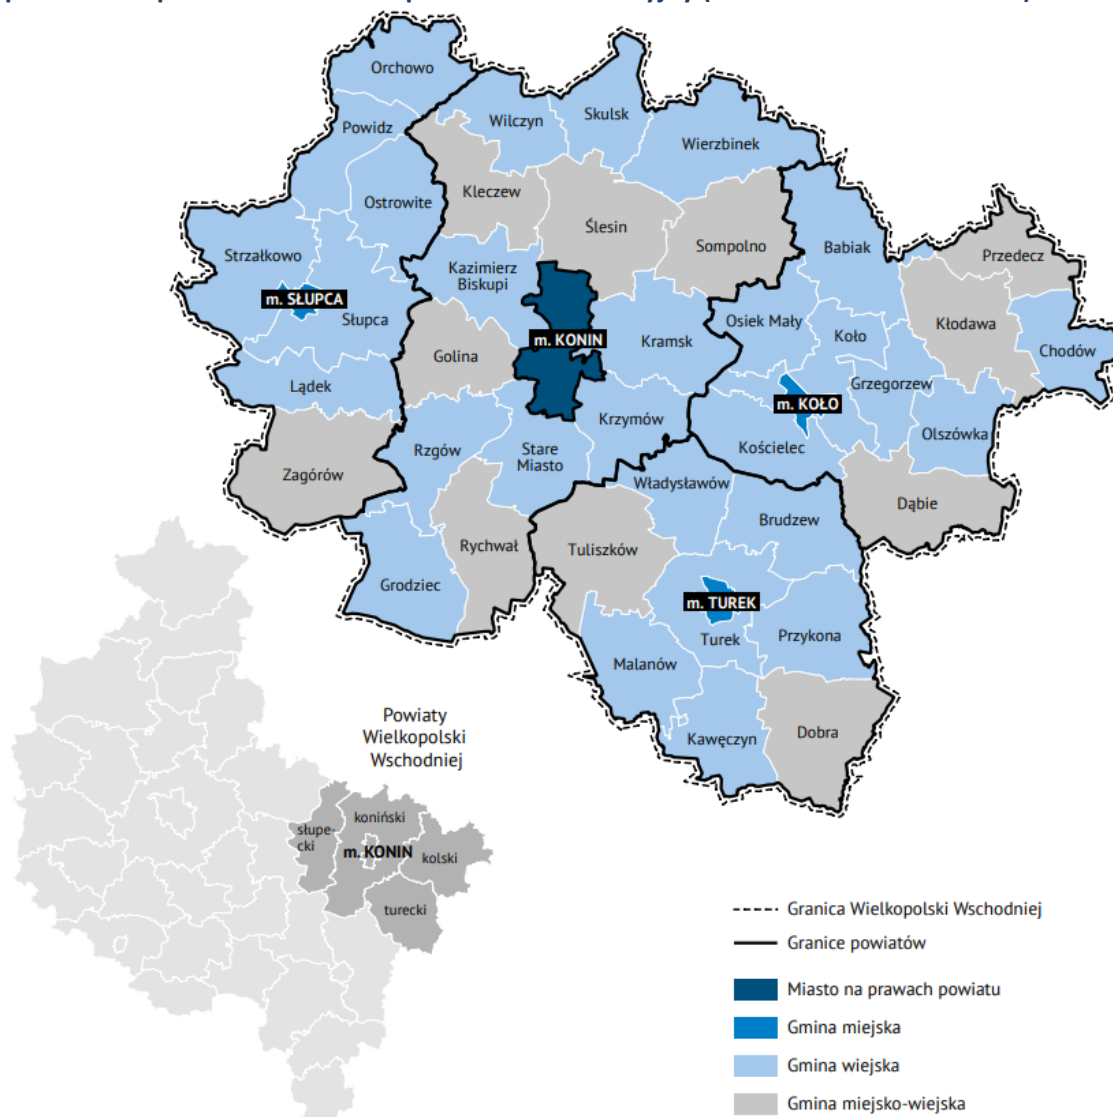 Orchowo
Powidz
Wilczyn
Skulsk
Wierzbinek
Kleczew
Ostrowite
Ślesin
Sompolno
Babiak
Przedecz
Strzałkowo
Kazimierz
Biskupi
m. SŁUPCA
Słupca
Osiek Mały
Koło
Kłodawa
Chodów
m. KONIN
Kramsk
Golina
Lądek
Grzegorzew
m. KOŁO
Krzymów
Olszówka
Rzgów
Stare
Miasto
Kościelec
Zagórów
Władysławów
Dąbie
Brudzew
Rychwał
Tuliszków
Grodziec
m. TUREK
Turek
Przykona
Malanów
Kawęczyn
Dobra
Powiaty
Wielkopolski
Wschodniej
koniński
słupe-
cki
m. KONIN
kolski
turecki
Granica Wielkopolski Wschodniej
Granice powiatów
Miasto na prawach powiatu
Gmina miejska
Gmina wiejska
Gmina miejsko-wiejska